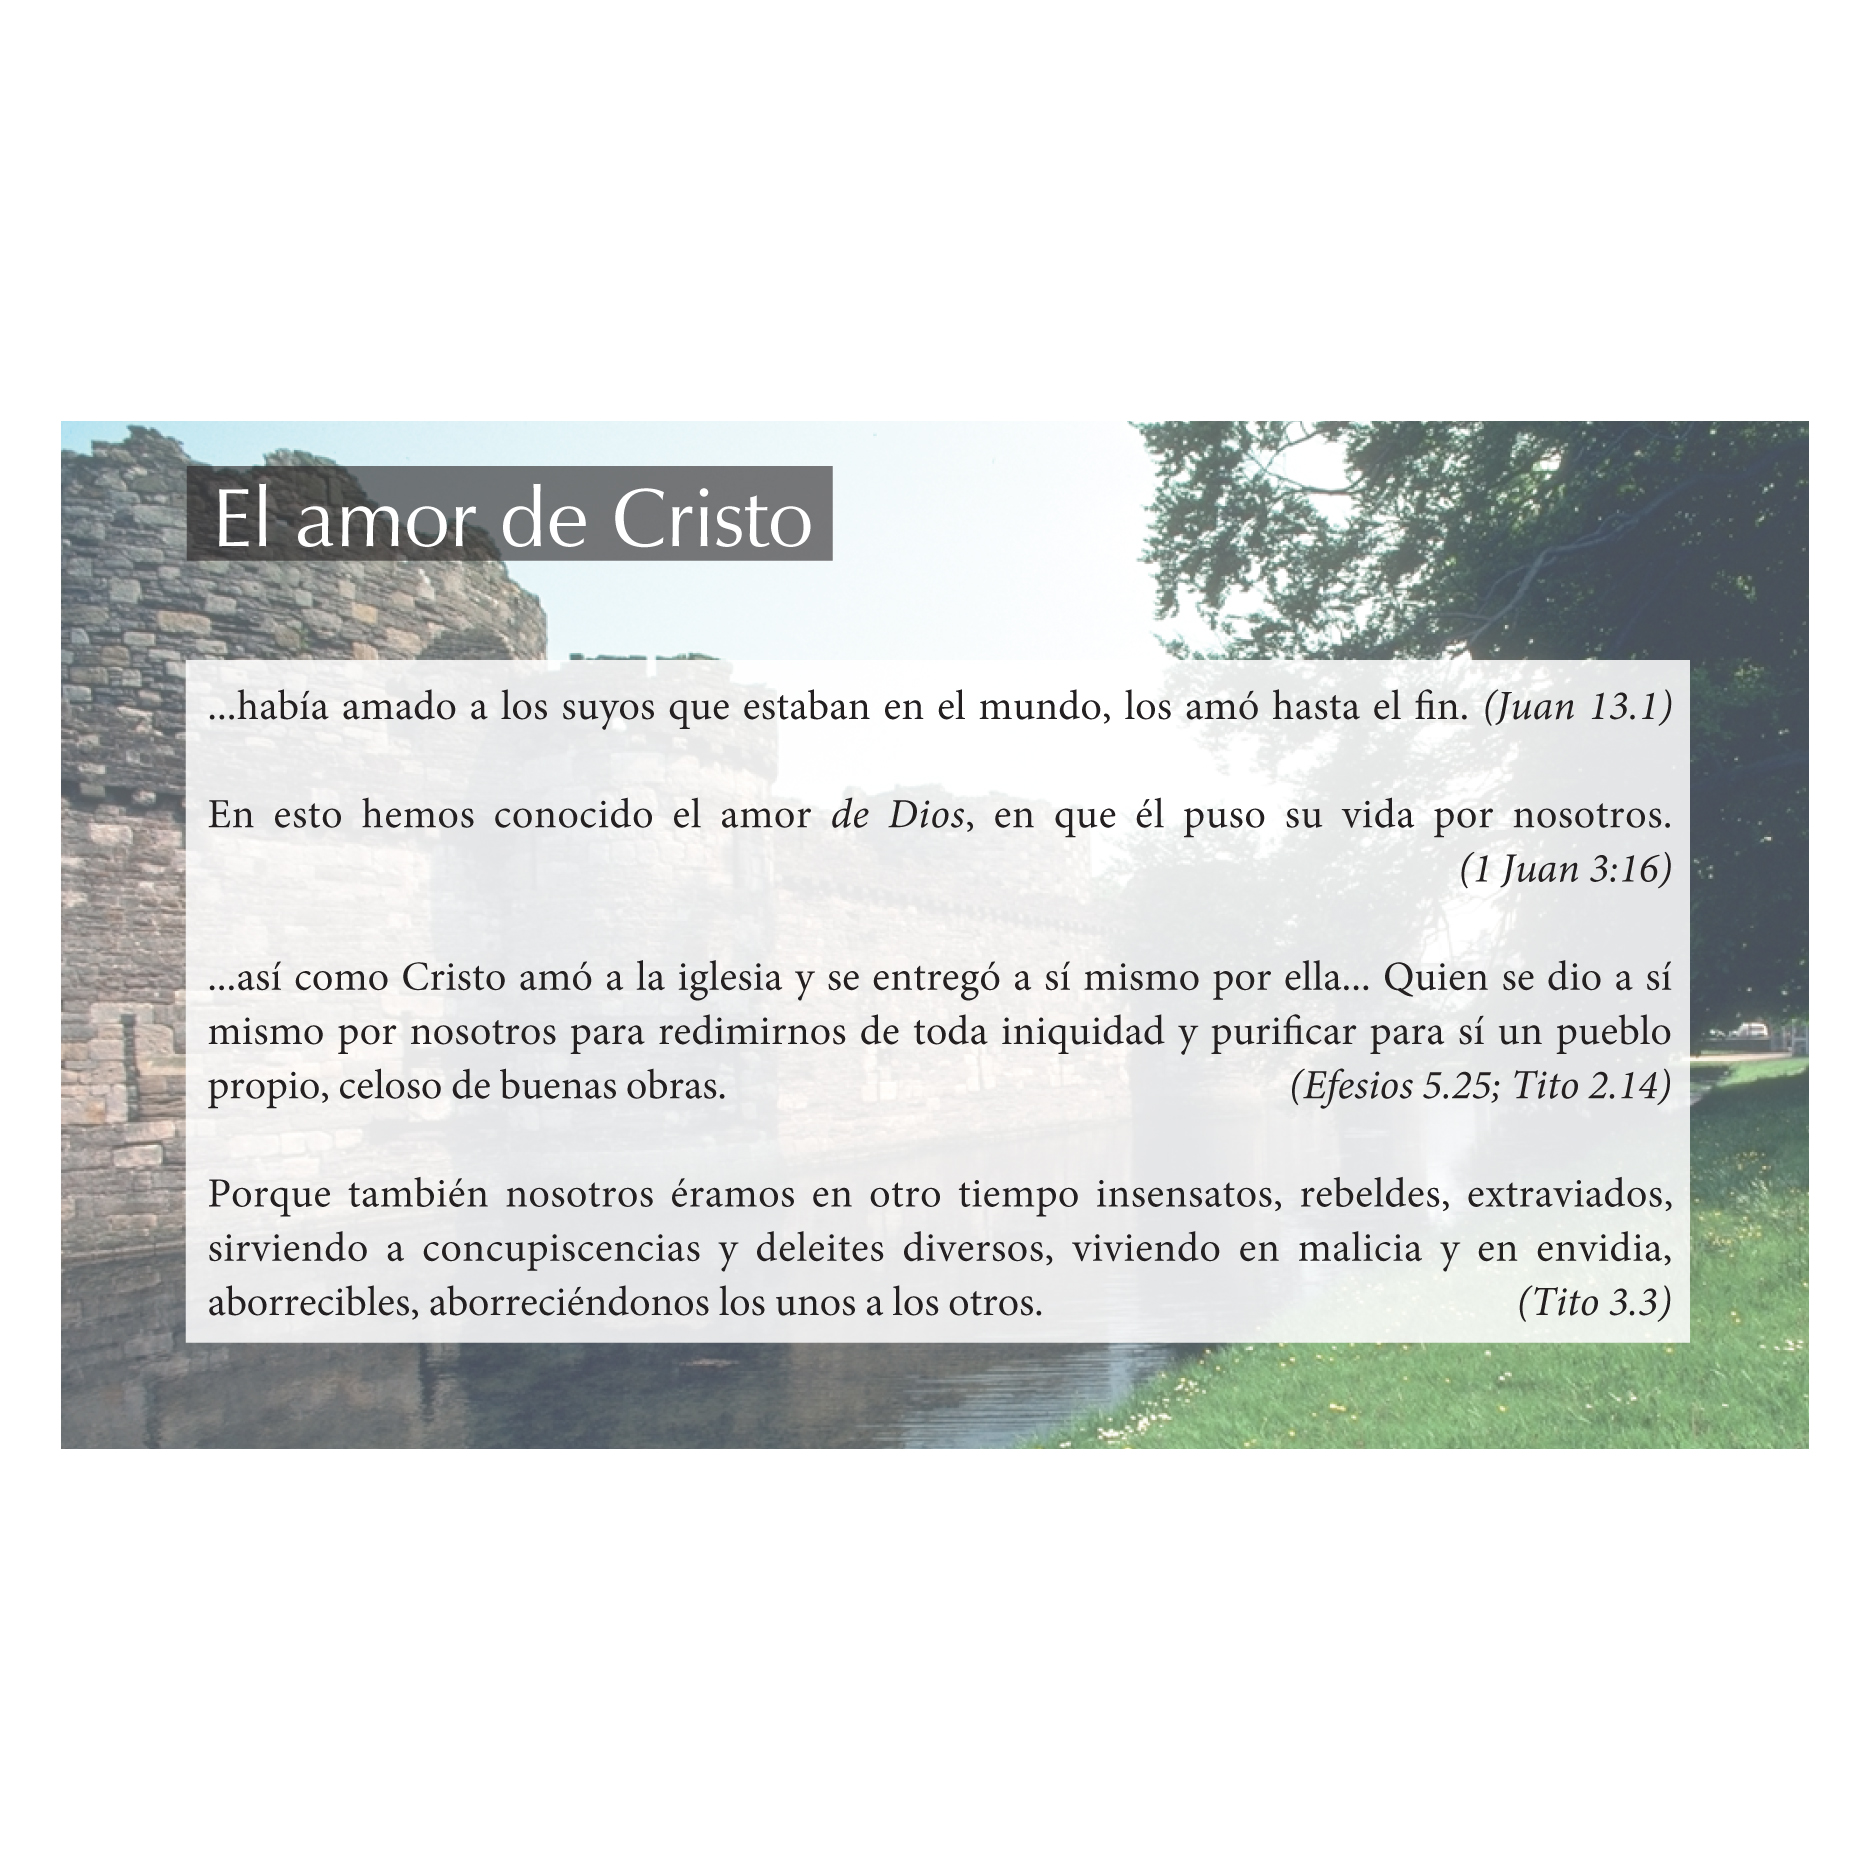 El amor de Cristo
...había amado a los suyos que estaban en el mundo, los amó hasta el fin. (Juan 13.1)
En esto hemos conocido el amor de Dios, en que él puso su vida por nosotros.
(1 Juan 3:16)
...así como Cristo amó a la iglesia y se entregó a sí mismo por ella... Quien se dio a sí
mismo por nosotros para redimirnos de toda iniquidad y purificar para sí un pueblo
propio, celoso de buenas obras. (Efesios 5.25; Tito 2.14)
Porque también nosotros éramos en otro tiempo insensatos, rebeldes, extraviados,
sirviendo a concupiscencias y deleites diversos, viviendo en malicia y en envidia,
aborrecibles, aborreciéndonos los unos a los otros. (Tito 3.3)